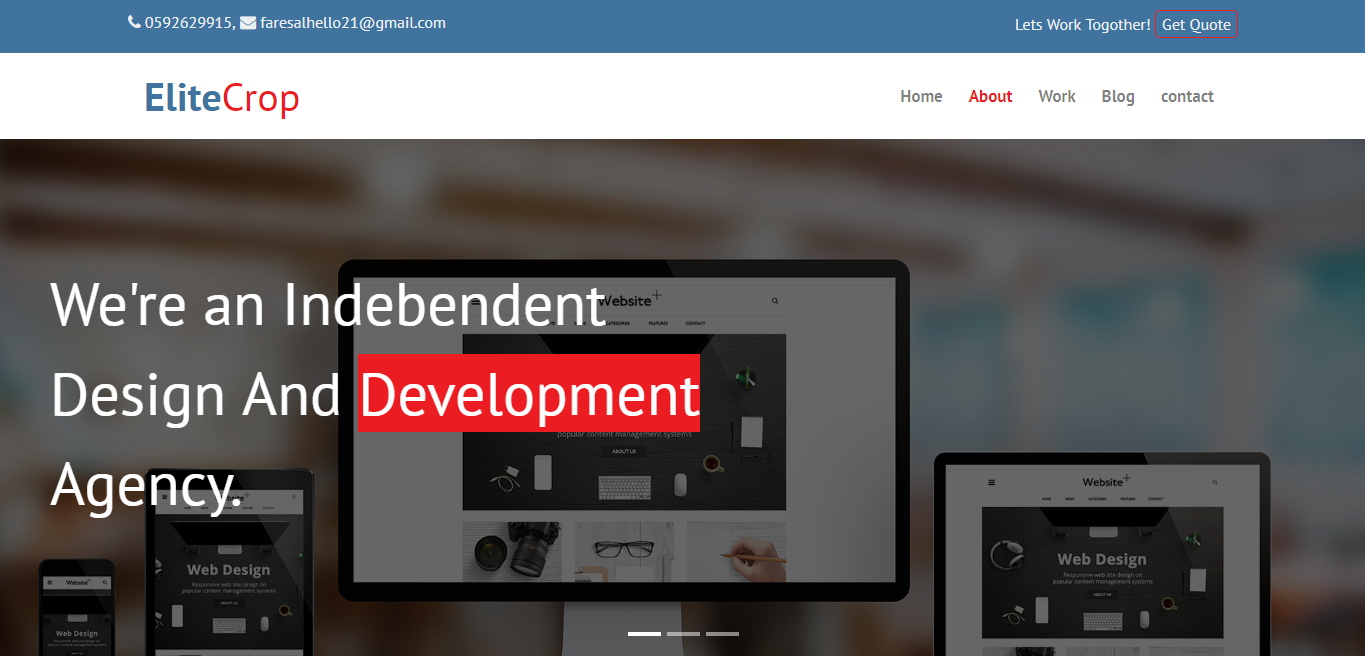 0592629915, faresalhello21@gmail.com
Lets Work Togother! Get Quote
EliteCrop
Home About Work Blog contact
We're an Indebendent
Design And Development
Agency.
Website+
CATEGORIES FEATURES CONTACT
popular content management systems
ABOUT US
Website+
HOME NEWS CATEGORIES FEATURES CONTACT
Web Design
Responsive web site design on
popular content management systems
ABOUT US
Web Design
Responsive web site design on
popular content management systems
ABOUT US
Website+
Web Design